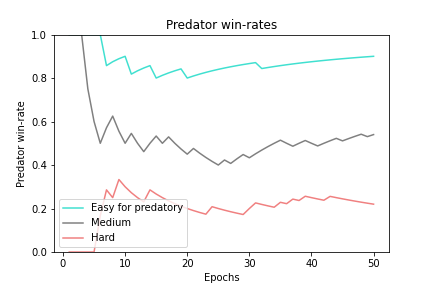 Predator win-rates
Predator win-rate
1.0
0.8
0.6
0.4
0.2
0.0
Easy for predatory
Medium
Hard
0 10 20 30 40 50
Epochs